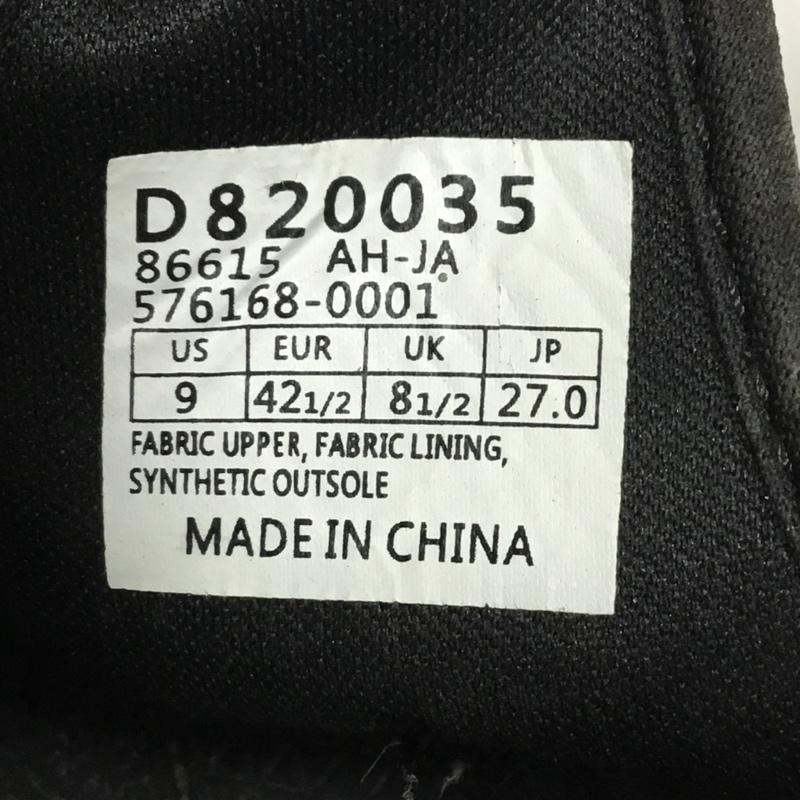 D820035
86615 AH-JA
576168-0001
US EUR UK JP
9 42 1/2 8 1/2 27.0
FABRIC UPPER, FABRIC LINING,
SYNTHETIC OUTSOLE
MADE IN CHINA